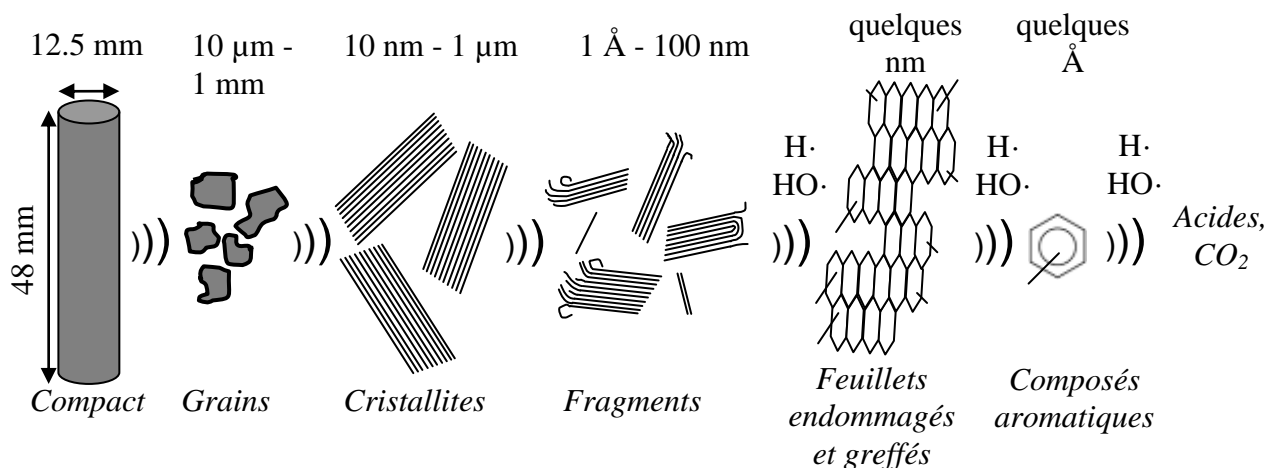 12.5 mm
10 µm -
1 mm
10 nm - 1 µm
1 Å - 100 nm
quelques
nm
quelques
Å
48 mm
H·
HO·
H·
HO·
H·
HO·
Acides,
CO2
Compact
Grains
Cristallites
Fragments
Feuillets
endommagés
et greffés
Composés
aromatiques